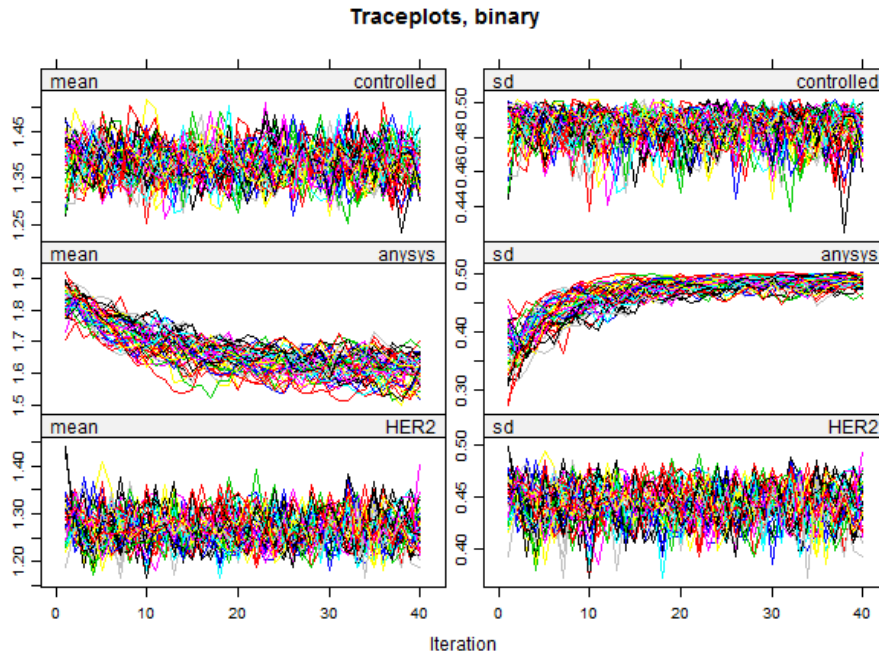 Traceplots, binary
mean controlled
sd controlled
1.25 1.35 1.45
0.44 0.46 0.48 0.50
mean anysys
sd anysys
1.5 1.6 1.7 1.8 1.9
0.30 0.40 0.50
mean HER2
sd HER2
1.20 1.30 1.40
0.40 0.45 0.50
0 10 20 30 40
0 10 20 30 40
Iteration